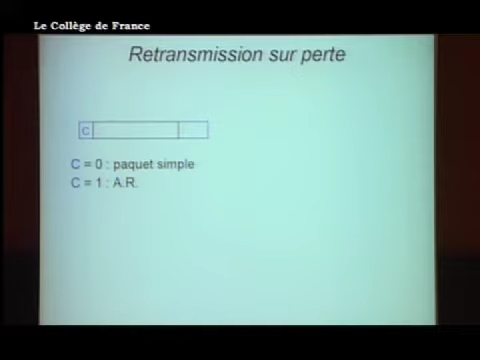 Le Collège de France
Retransmission sur perte
C
C = 0 : paquet simple
C = 1 : A.R.